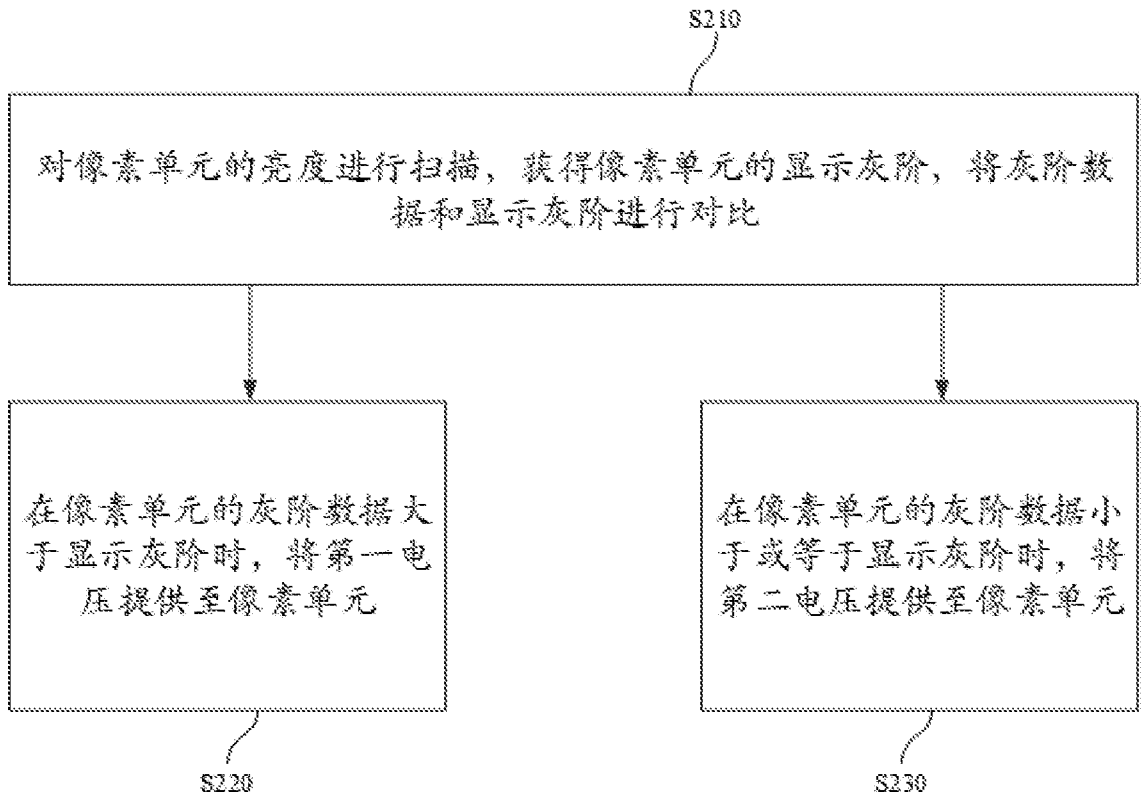 S210
对像素单元的亮度进行扫描，获得像素单元的显示灰阶，将灰阶数
据和显示灰阶进行对比
在像素单元的灰阶数据大
于显示灰阶时，将第一电
压提供至像素单元
在像素单元的灰阶数据小
于或等于显示灰阶时，将
第二电压提供至像素单元
S220
S230